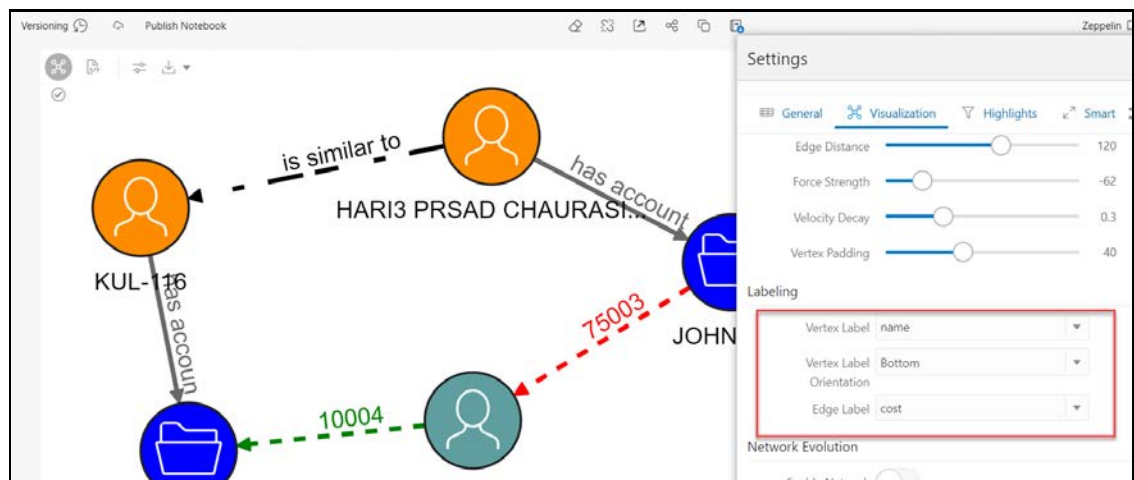 Versioning Publish Notebook Zeppelin
Settings
General Visualization Highlights Smart
Edge Distance 120
Force Strength -62
Velocity Decay 0.3
Vertex Padding 40
Labeling
Vertex Label name
Vertex Label Bottom
Orientation
Edge Label cost
Network Evolution
is similar to
has account
HARI3 PRSAD CHAURASI...
KUL-116
has accoun
75003
JOHN
10004